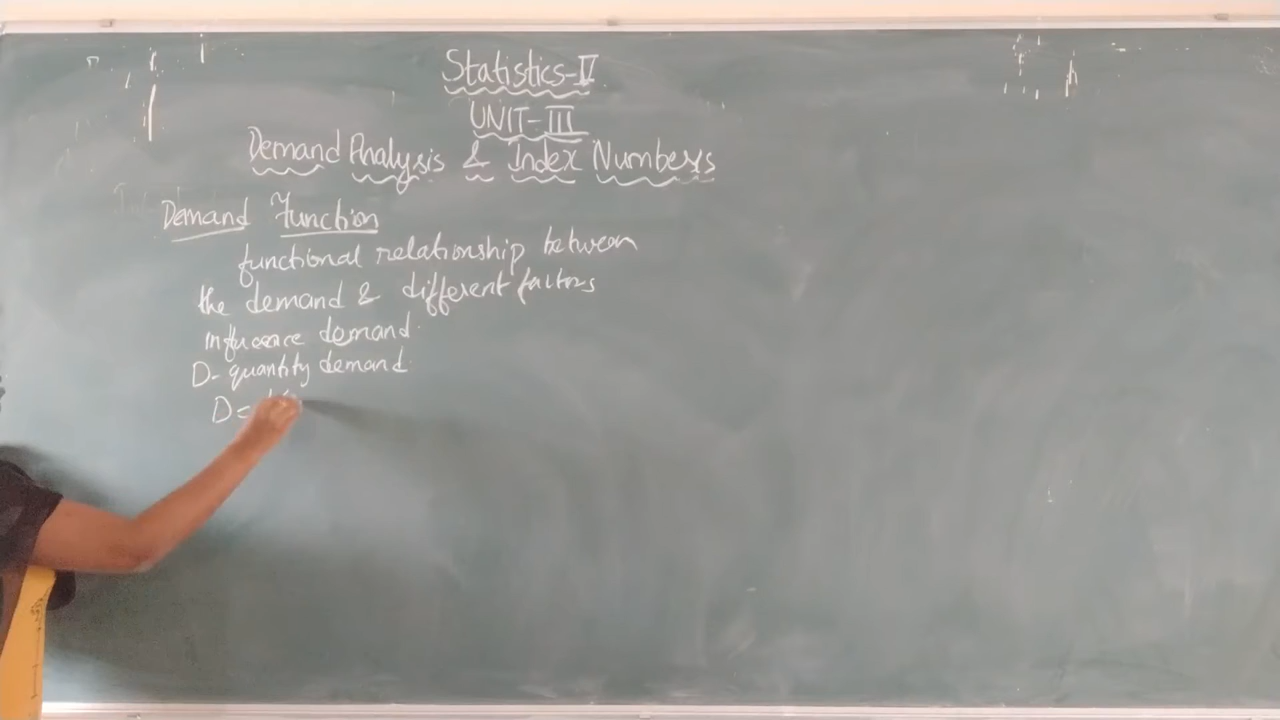 Statistics-IV
UNIT-III
Demand Analysis & Index Numbers
Demand Function
functional relationship between
the demand & different factors
influence demand.
D- quantity demand.
D=